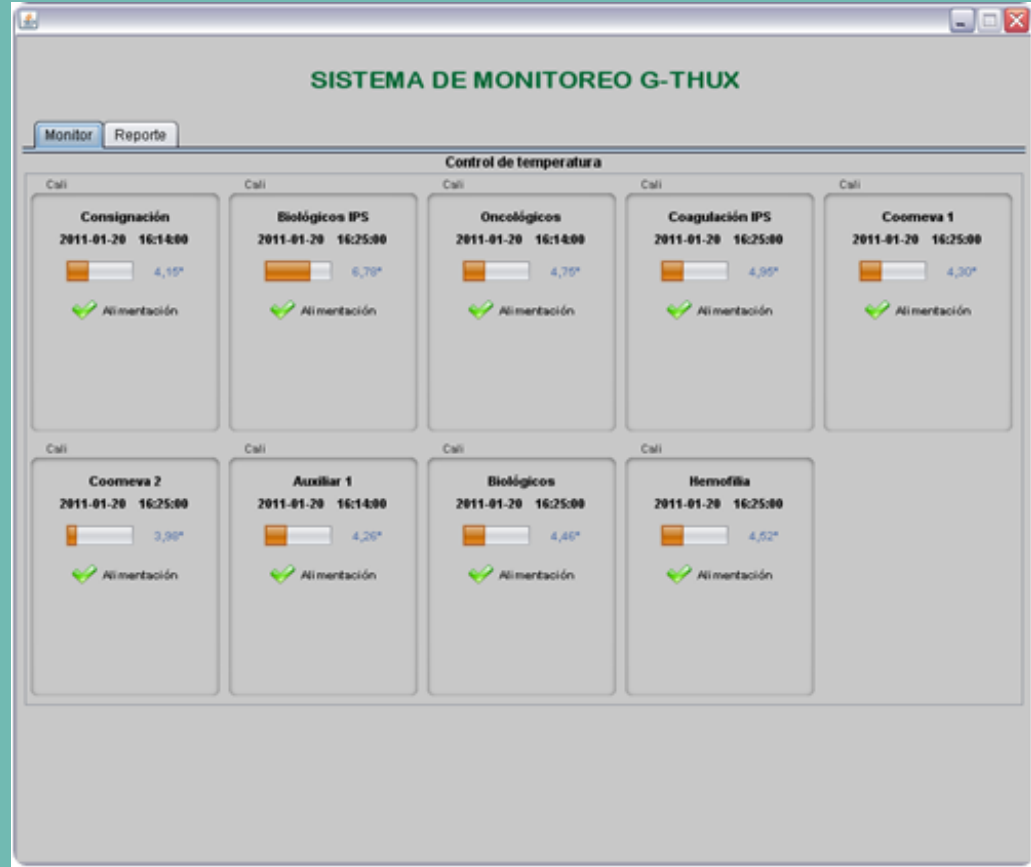 SISTEMA DE MONITOREO G-THUX
Monitor Reporte
Control de temperatura
Cali Cali Cali Cali Cali
Consignación Biológicos IPS Oncológicos Coagulación IPS Coomeva 1
2011-01-20 16:14:00 2011-01-20 16:25:00 2011-01-20 16:14:00 2011-01-20 16:25:00 2011-01-20 16:25:00
4,15° 6,78° 4,75° 4,95° 4,30°
Alimentación Alimentación Alimentación Alimentación Alimentación
Cali Cali Cali Cali
Coomeva 2 Auxiliar 1 Biológicos Hemofilia
2011-01-20 16:25:00 2011-01-20 16:14:00 2011-01-20 16:25:00 2011-01-20 16:25:00
3,98° 4,26° 4,46° 4,52°
Alimentación Alimentación Alimentación Alimentación